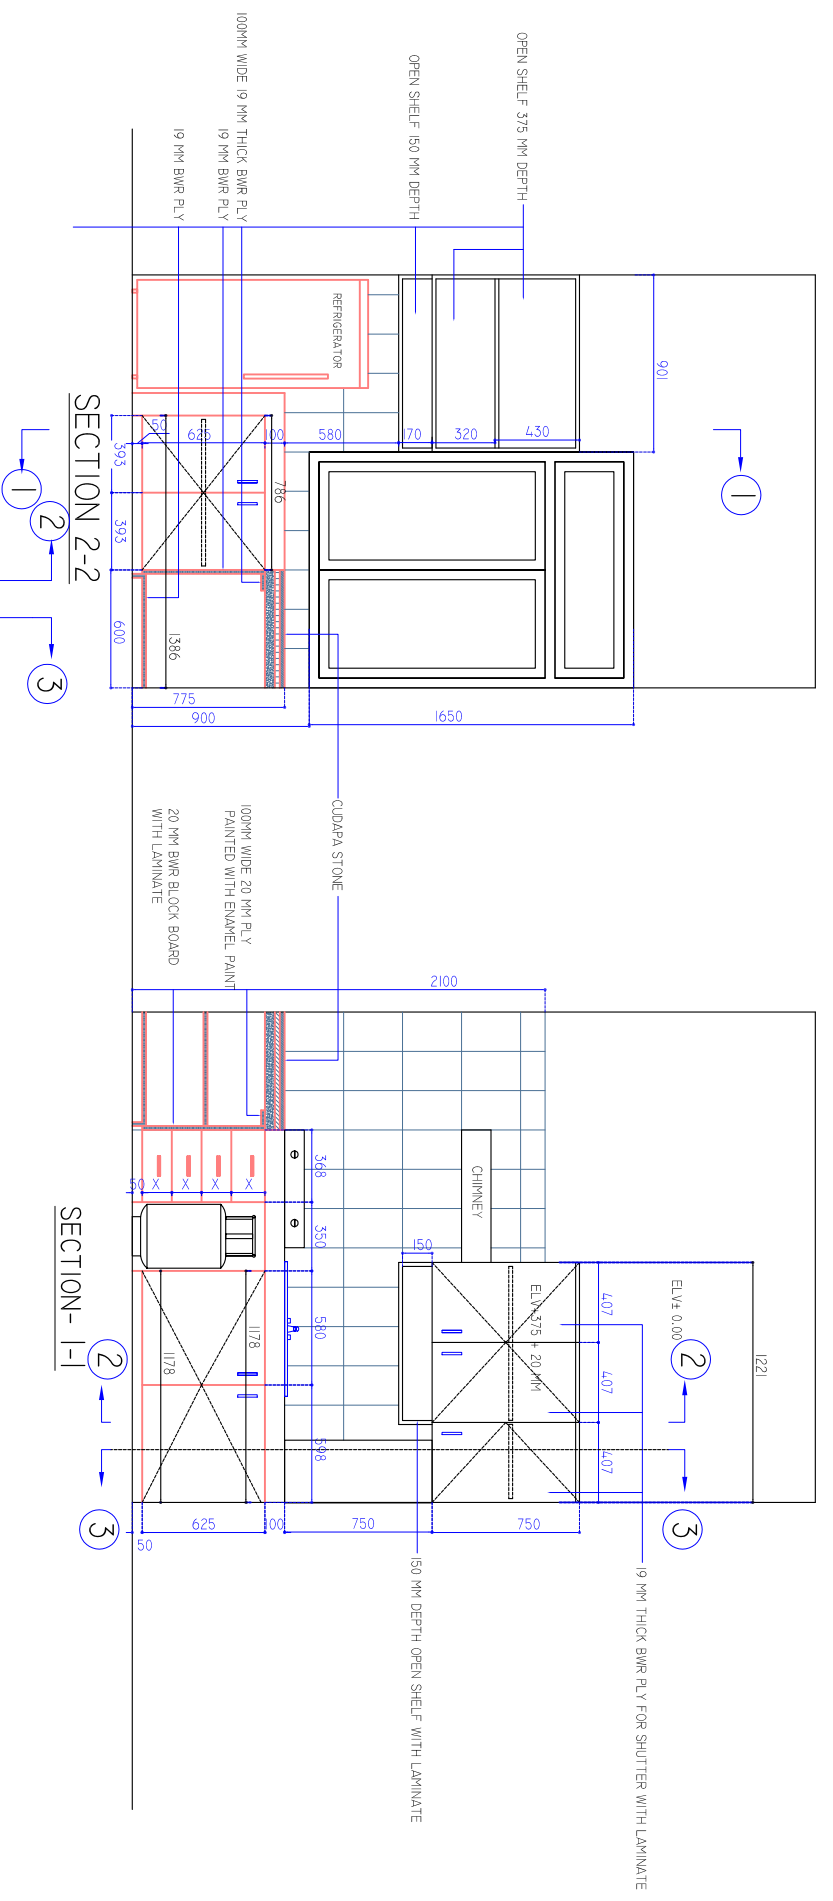 OPEN SHELF 375 MM DEPTH
OPEN SHELF 150 MM DEPTH
100MM WIDE 19 MM THICK BWR PLY
19 MM BWR PLY
19 MM BWR PLY
901
1
REFRIGERATOR
430
320
170
580
100
625
50
786
393
393
600
1386
775
900
1650
SECTION 2-2
1
2
3
CUDAPA STONE
100MM WIDE 20 MM PLY
PAINTED WITH ENAMEL PAINT
20 MM BWR BLOCK BOARD
WITH LAMINATE
2100
CHIMNEY
368
350
580
598
150
50
X
X
X
X
ELV± 0.00
ELV+375 + 20 MM
407
407
407
1221
1178
1178
2
3
2
3
750
750
100
625
50
SECTION- 1-1
150 MM DEPTH OPEN SHELF WITH LAMINATE
19 MM THICK BWR PLY FOR SHUTTER WITH LAMINATE